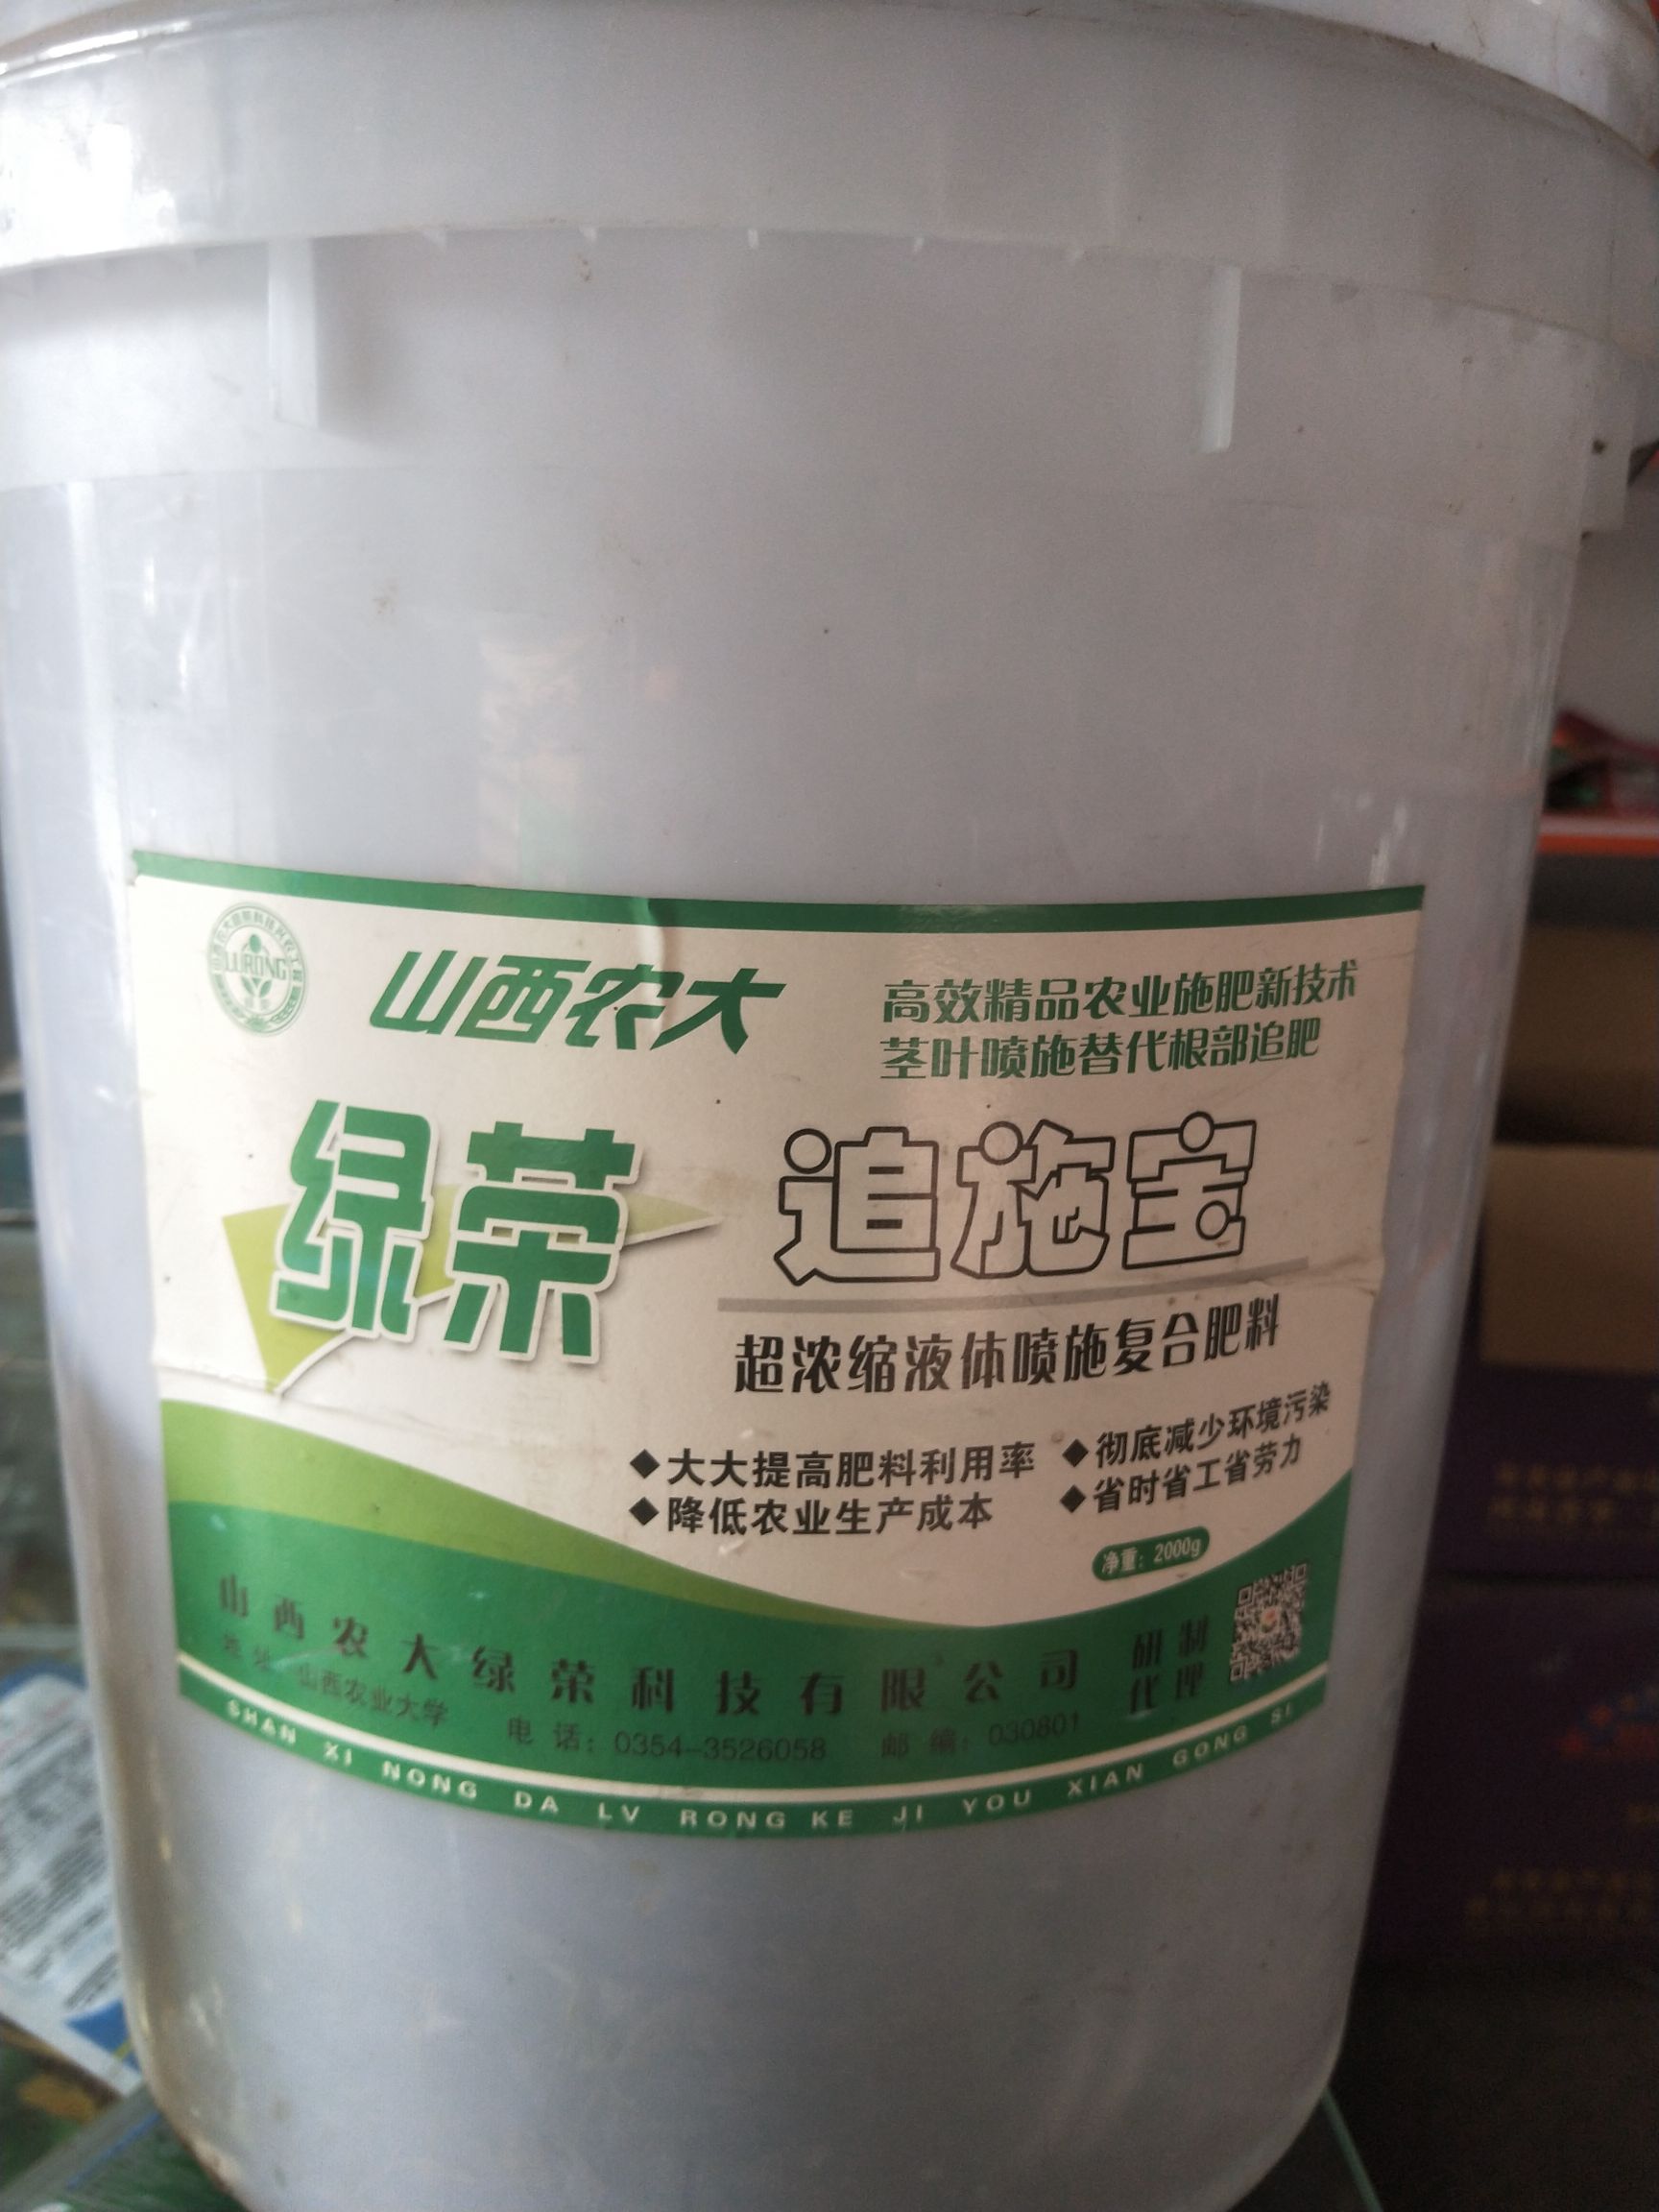 山西农大
高效精品农业施肥新技术
茎叶喷施替代根部追肥
绿荣
追施宝
超浓缩液体喷施复合肥料
◆大大提高肥料利用率
◆彻底减少环境污染
◆降低农业生产成本
◆省时省工省劳力
净重：2000g
山西农大绿荣科技有限公司 研制
代理
地址：山西农业大学 电话：0354-3526058 邮编：030801
SHAN XI NONG DA LV RONG KE JI YOU XIAN GONG SI